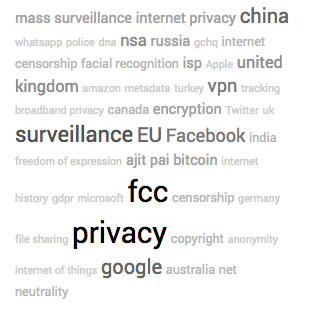 mass surveillance internet privacy china
whatsapp police dna nsa russia gchq internet
censorship facial recognition isp Apple united
kingdom amazon metadata turkey vpn tracking
broadband privacy canada encryption Twitter uk
surveillance EU Facebook india
freedom of expression ajit pai bitcoin internet
history gdpr microsoft fcc censorship germany
file sharing privacy copyright anonymity
internet of things google australia net
neutrality